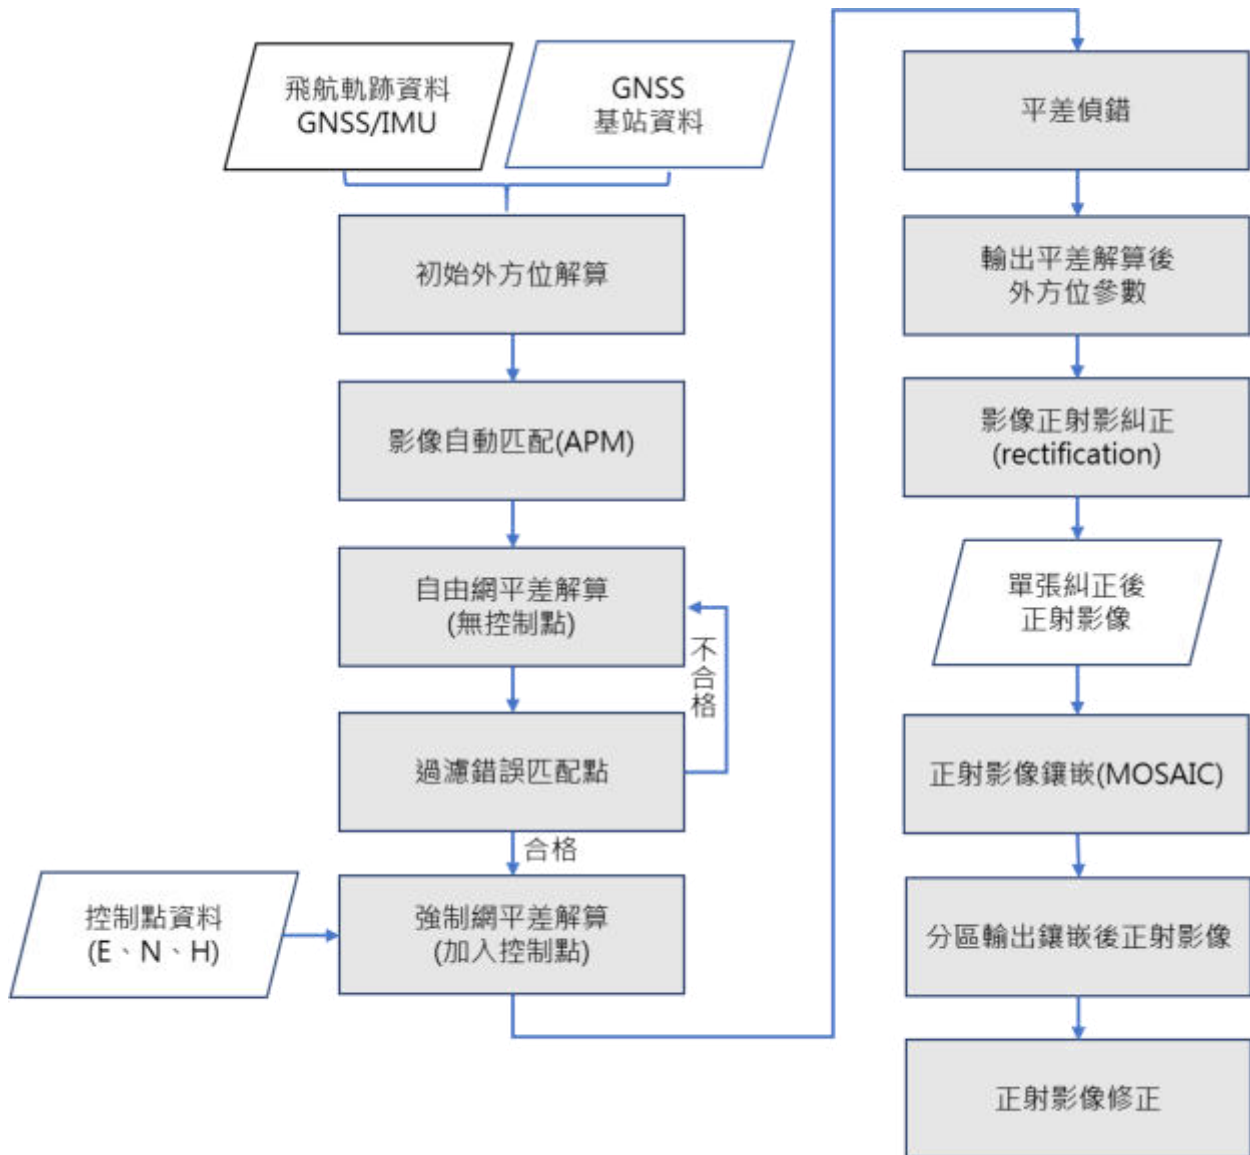 飛航軌跡資料
GNSS/IMU
GNSS
基站資料
初始外方位解算
影像自動匹配(APM)
自由網平差解算
(無控制點)
不合格
過濾錯誤匹配點
合格
控制點資料
(E、N、H)
強制網平差解算
(加入控制點)
平差偵錯
輸出平差解算後
外方位參數
影像正射影糾正
(rectification)
單張糾正後
正射影像
正射影像鑲嵌(MOSAIC)
分區輸出鑲嵌後正射影像
正射影像修正